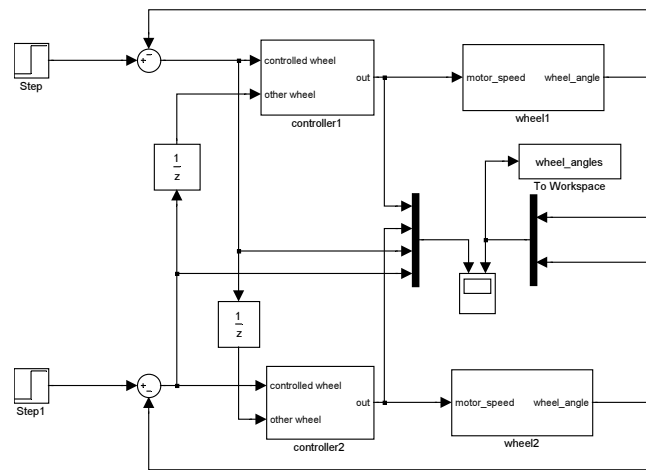 Step
+
−
controlled wheel
other wheel
out
controller1
motor_speed
wheel_angle
wheel1
1
z
wheel_angles
To Workspace
1
z
Step1
+
−
controlled wheel
other wheel
out
controller2
motor_speed
wheel_angle
wheel2